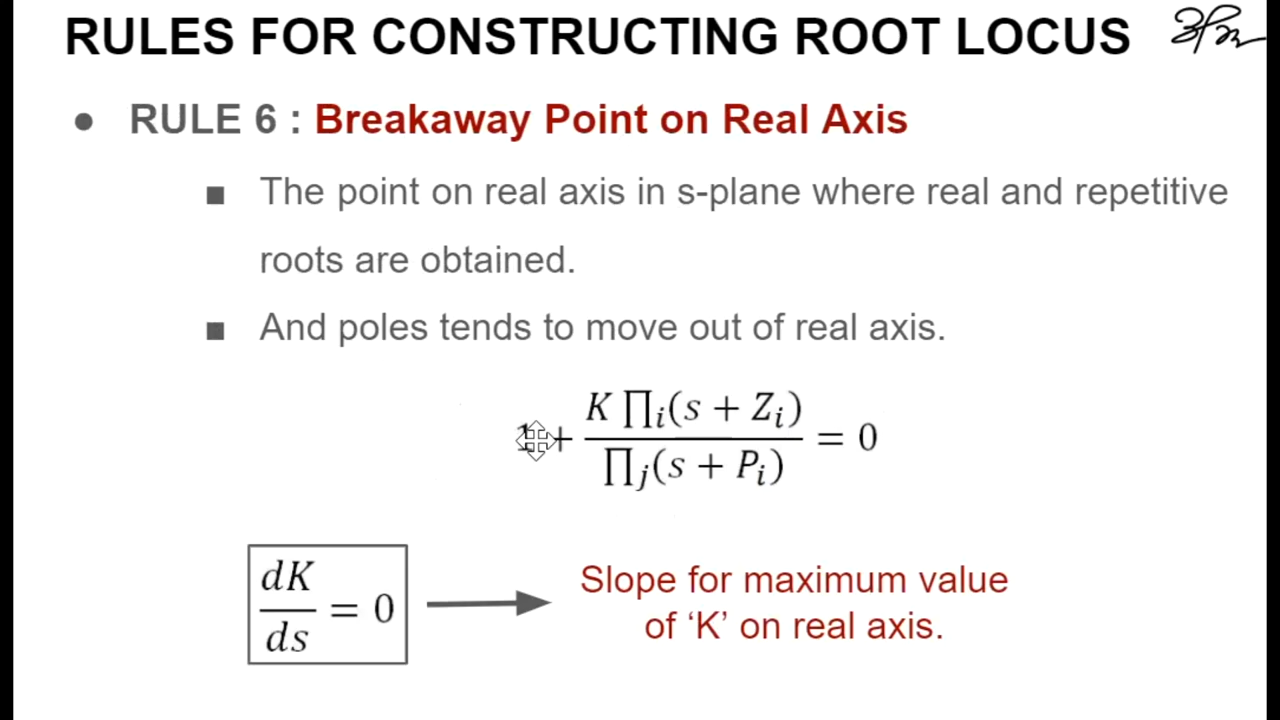 RULES FOR CONSTRUCTING ROOT LOCUS
● RULE 6 : Breakaway Point on Real Axis
■ The point on real axis in s-plane where real and repetitive
roots are obtained.
■ And poles tends to move out of real axis.
1 + K ∏i(s + Zi) / ∏j(s + Pi) = 0
dK/ds = 0
Slope for maximum value
of ‘K’ on real axis.